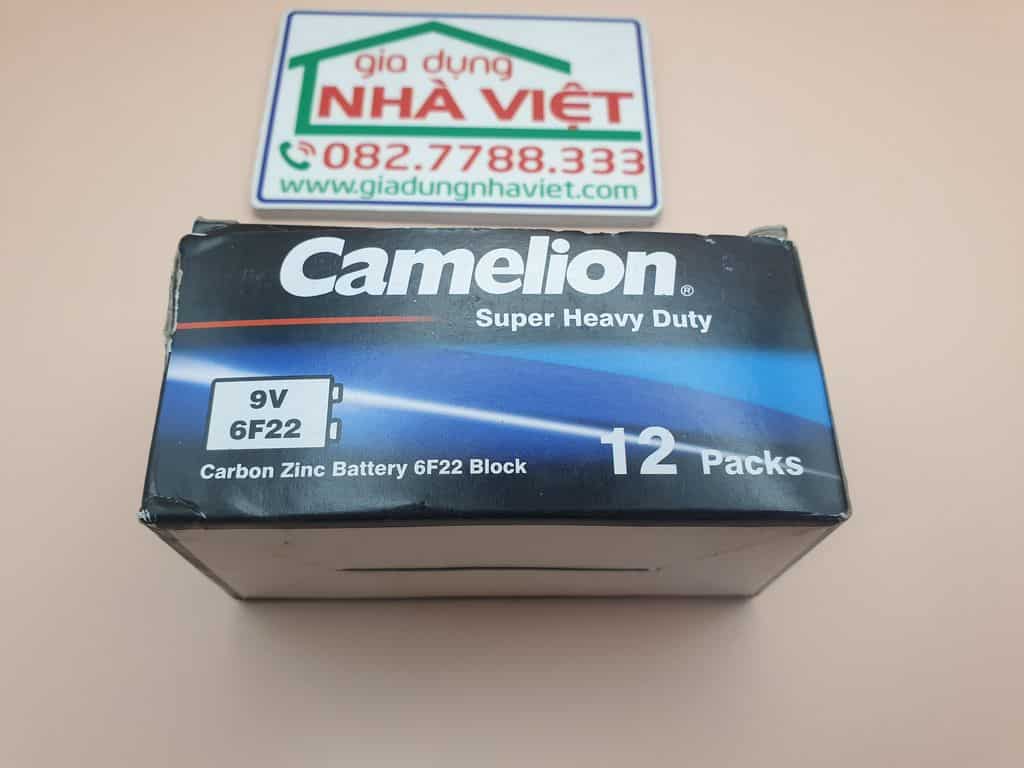 gia dụng
NHÀ VIỆT
082.7788.333
www.giadungnhaviet.com
Camelion®
Super Heavy Duty
9V
6F22
Carbon Zinc Battery 6F22 Block
12 Packs